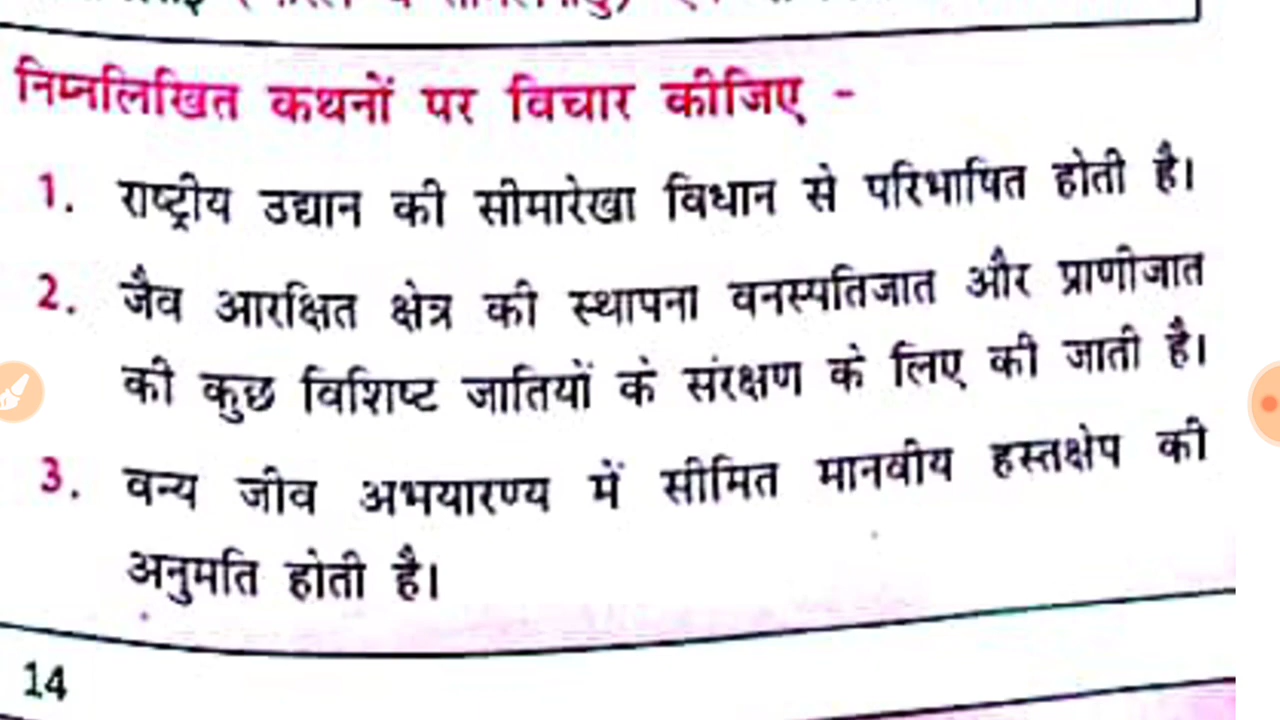 निम्नलिखित कथनों पर विचार कीजिए -
1. राष्ट्रीय उद्यान की सीमारेखा विधान से परिभाषित होती है।
2. जैव आरक्षित क्षेत्र की स्थापना वनस्पतिजात और प्राणीजात
की कुछ विशिष्ट जातियों के संरक्षण के लिए की जाती है।
3. वन्य जीव अभयारण्य में सीमित मानवीय हस्तक्षेप की
अनुमति होती है।
14